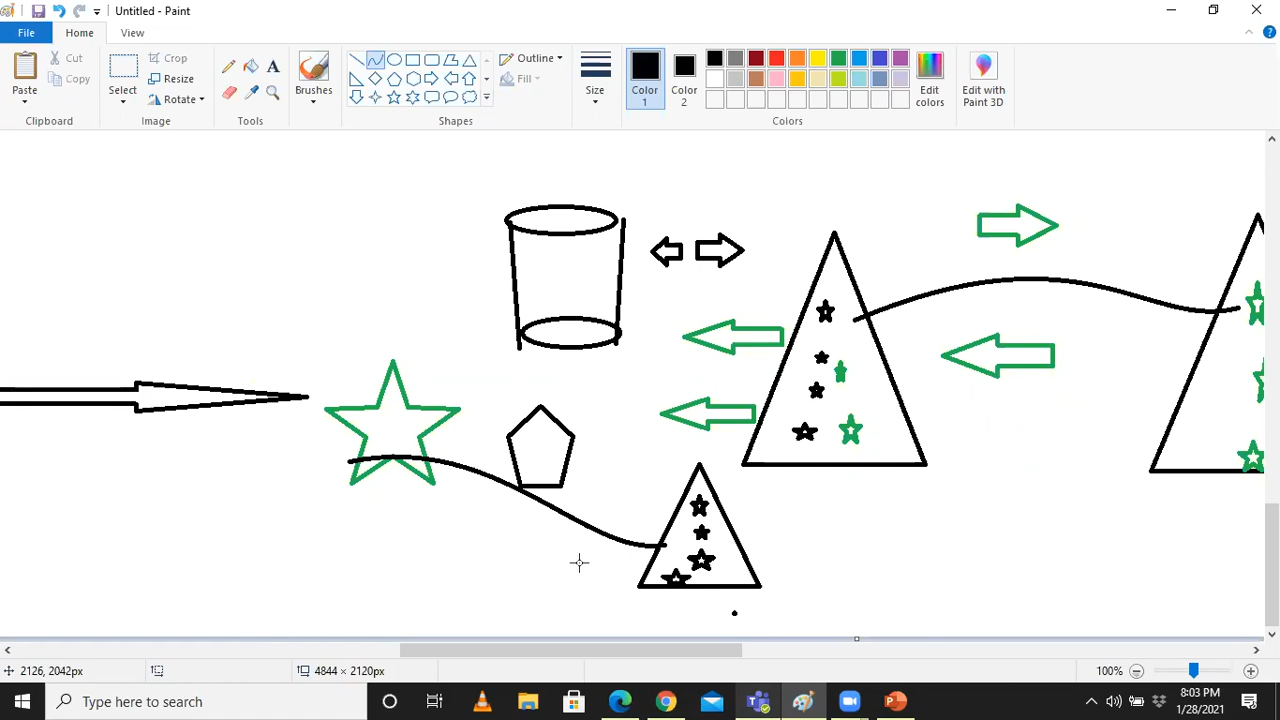 Untitled - Paint
File
Home
View
Paste
Cut
Copy
Clipboard
Select
Crop
Resize
Rotate
Image
A
Tools
Brushes
Shapes
Outline
Fill
Size
Color 1
Color 2
Edit colors
Colors
Edit with Paint 3D
2126, 2042px
4844 × 2120px
100%
Type here to search
8:03 PM
1/28/2021